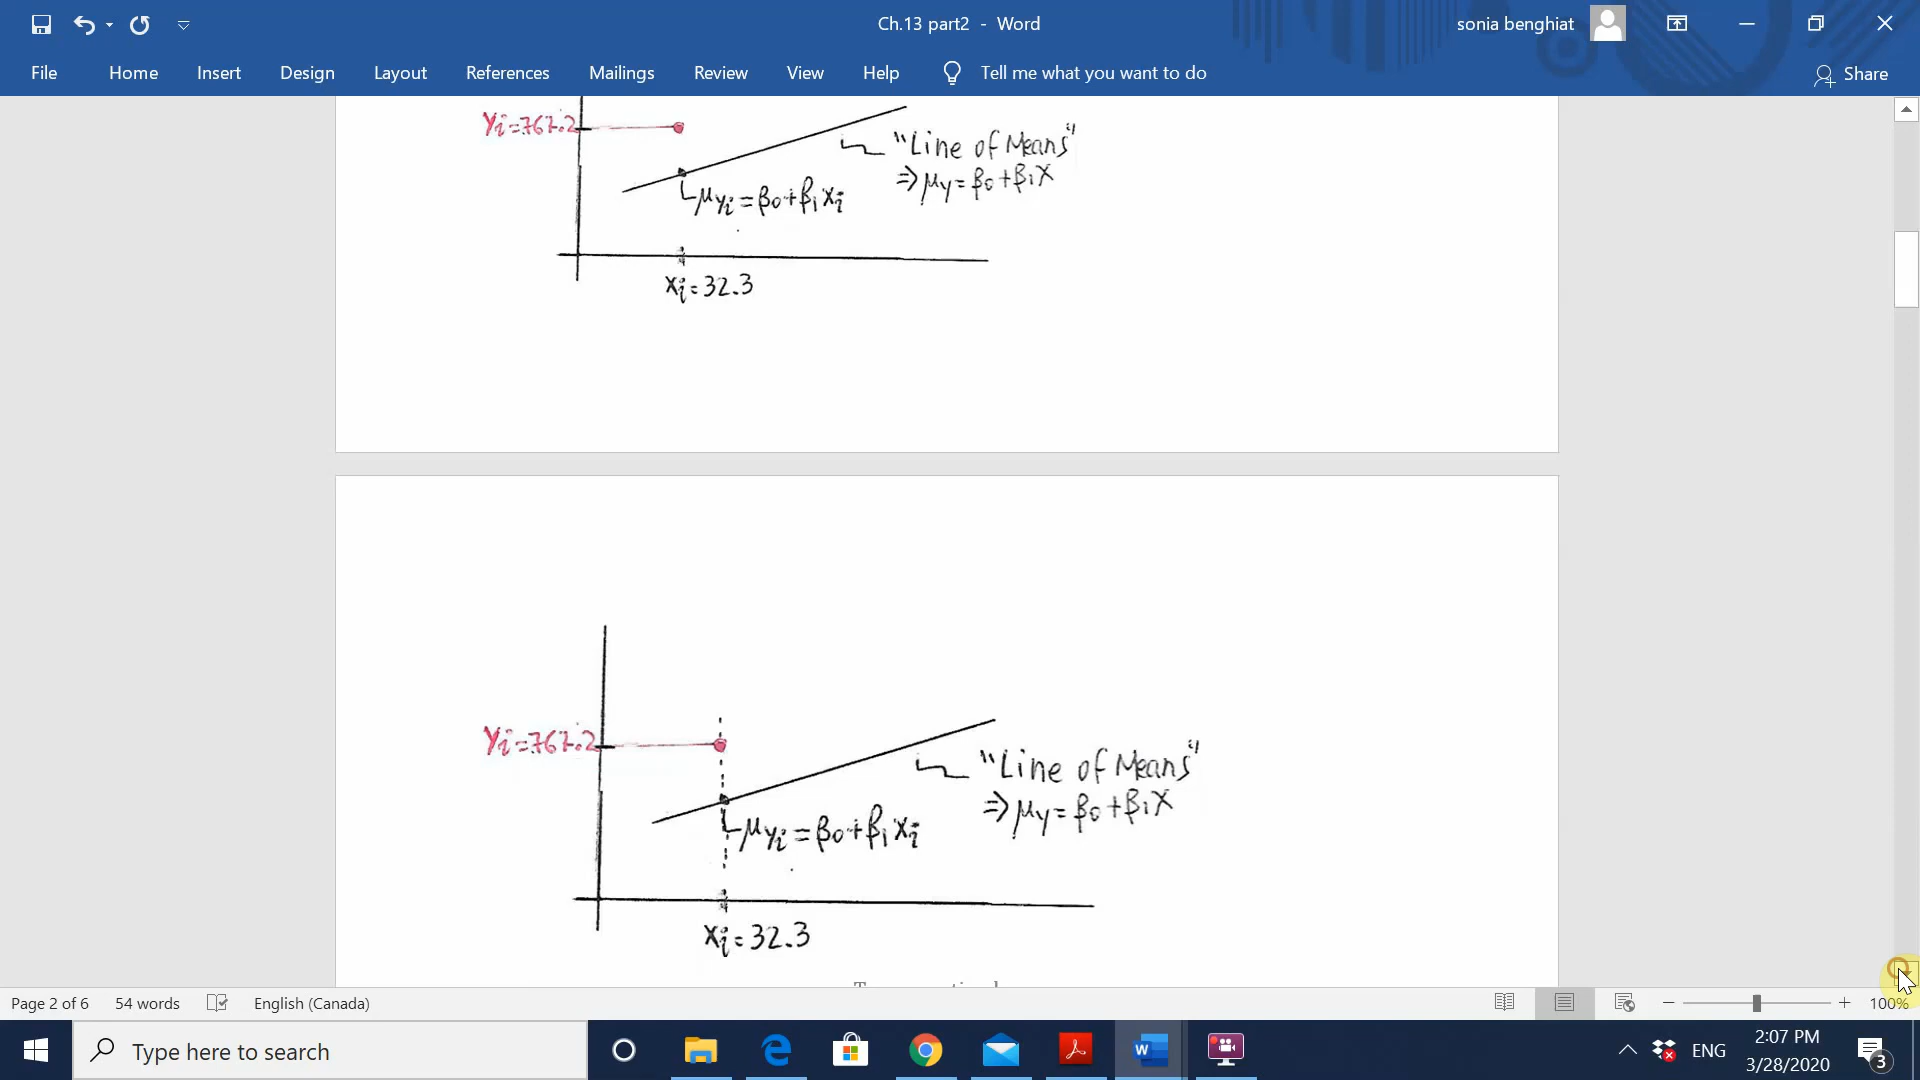 Ch.13 part2 - Word
sonia benghiat
File Home Insert Design Layout References Mailings Review View Help Tell me what you want to do Share
yi=767.2
"Line of Means"
⇒ μy=β0+β1X
μyi=β0+β1xi
xi=32.3
yi=767.2
"Line of Means"
⇒ μy=β0+β1X
μyi=β0+β1xi
xi=32.3
Page 2 of 6 54 words English (Canada) 100%
Type here to search
ENG
2:07 PM
3/28/2020
3